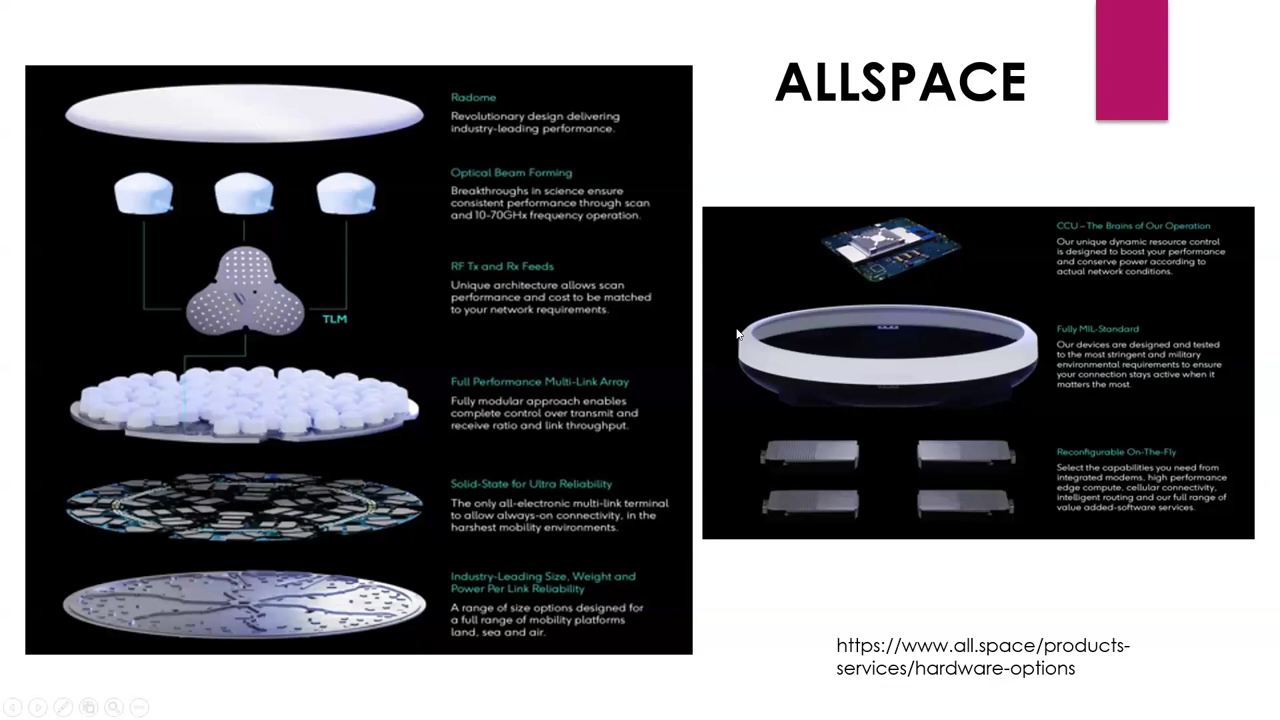 ALLSPACE
Radome
Revolutionary design delivering
industry-leading performance.
Optical Beam Forming
Breakthroughs in science ensure
consistent performance through scan
and 10-70GHx frequency operation.
RF Tx and Rx Feeds
Unique architecture allows scan
performance and cost to be matched
to your network requirements.
TLM
Full Performance Multi-Link Array
Fully modular approach enables
complete control over transmit and
receive ratio and link throughput.
Solid-State for Ultra Reliability
The only all-electronic multi-link terminal
to allow always-on connectivity, in the
harshest mobility environments.
Industry-Leading Size, Weight and
Power Per Link Reliability
A range of size options designed for
a full range of mobility platforms
land, sea and air.
CCU – The Brains of Our Operation
Our unique dynamic resource control
is designed to boost your performance
and conserve power according to
actual network conditions.
Fully MIL-Standard
Our devices are designed and tested
to the most stringent and military
environmental requirements to ensure
your connection stays active when it
matters the most.
Reconfigurable On-The-Fly
Select the capabilities you need from
integrated modems, high performance
edge compute, cellular connectivity,
intelligent routing and our full range of
value added-software services.
https://www.all.space/products-
services/hardware-options